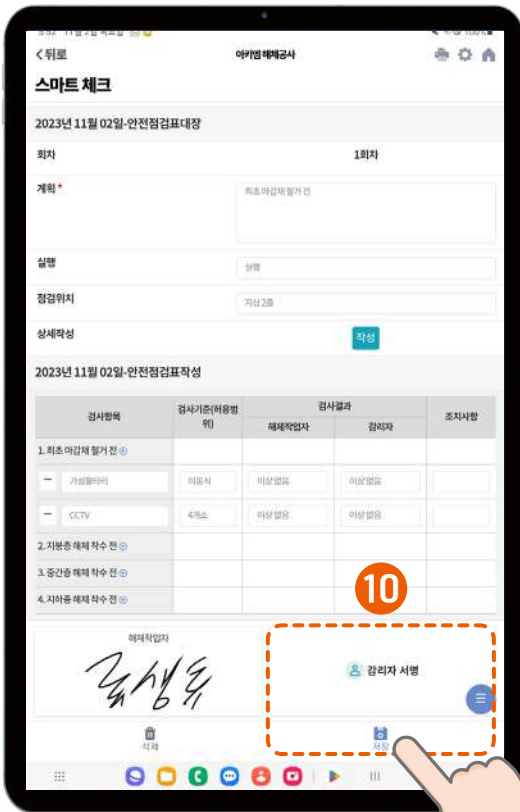 < 뒤로 아키엠해체공사
스마트 체크
2023년 11월 02일-안전점검표대장
회차 1회차
계획 * 최초 마감재 철거 전
실행 실행
점검위치 지상 2층
상세작성 작성
2023년 11월 02일-안전점검표작성
검사항목 검사기준(허용범위) 검사결과 조치사항
해체작업자 감리자
1. 최초 마감재 철거 전
이동식 이상 없음 이상 없음
CCTV 4개소 이상 없음 이상 없음
2. 지붕층 해체 착수 전
3. 중간층 해체 착수 전
4. 지하층 해체 착수 전
10
해체작업자
감리자 서명
삭제 저장